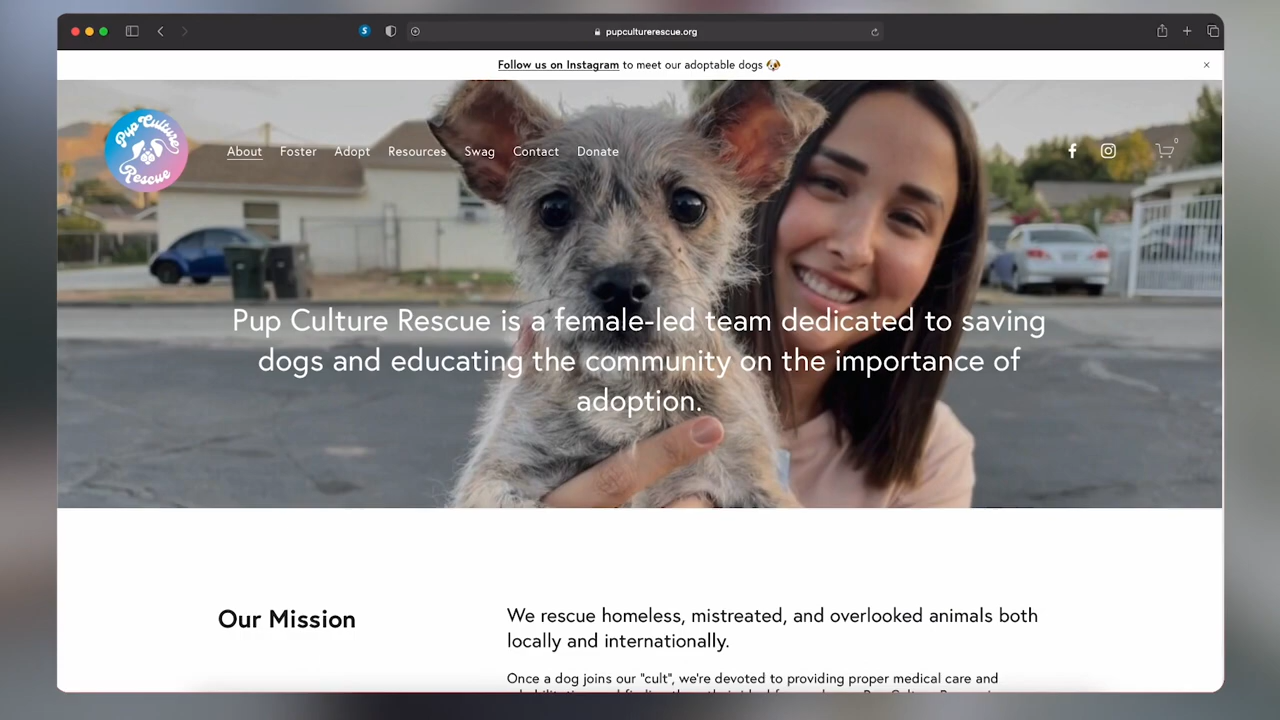 pupculturerescue.org
Follow us on Instagram to meet our adoptable dogs
Pup Culture
Rescue
About Foster Adopt Resources Swag Contact Donate
0
Pup Culture Rescue is a female-led team dedicated to saving
dogs and educating the community on the importance of
adoption.
Our Mission
We rescue homeless, mistreated, and overlooked animals both
locally and internationally.
Once a dog joins our "cult", we're devoted to providing proper medical care and